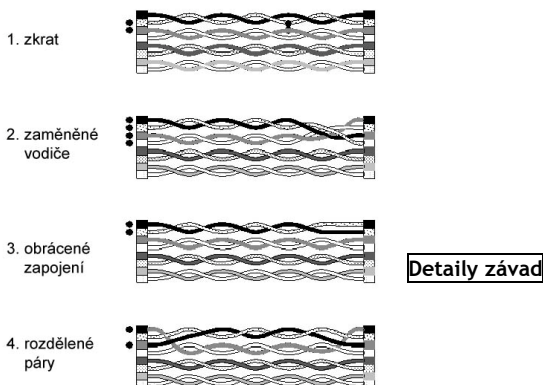 1. zkrat
2. zaměněné
vodiče
3. obrácené
zapojení
Detaily závad
4. rozdělené
páry